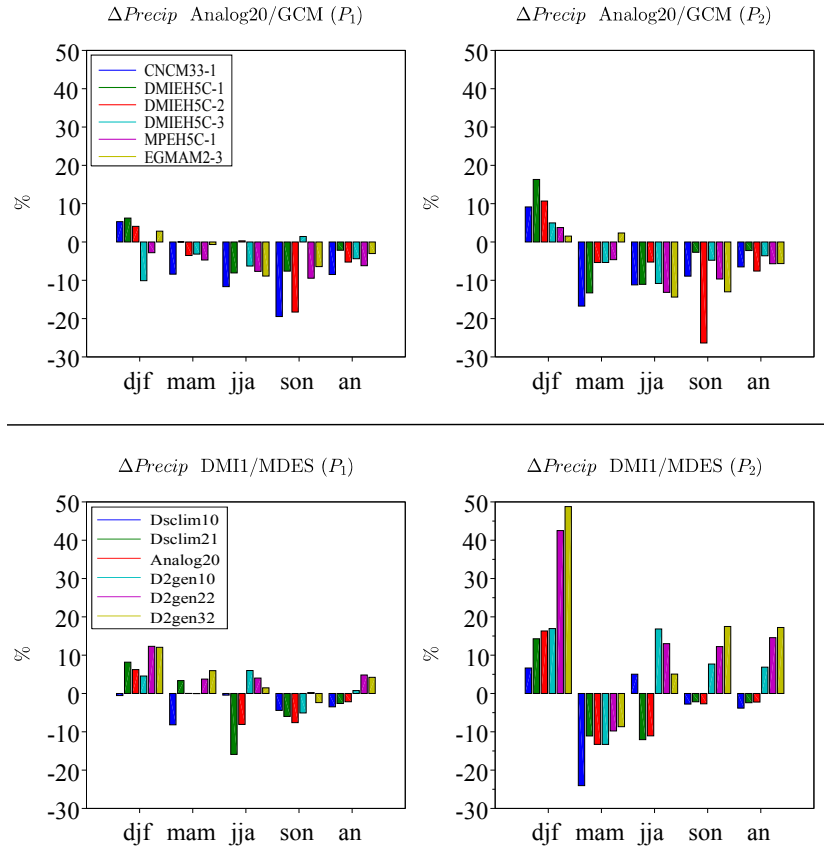 ΔPrecip Analog20/GCM (P₁)
50
40
30
20
10
0
-10
-20
-30
%
CNCM33-1
DMIEH5C-1
DMIEH5C-2
DMIEH5C-3
MPEH5C-1
EGMAM2-3
djf mam jja son an
ΔPrecip Analog20/GCM (P₂)
50
40
30
20
10
0
-10
-20
-30
%
djf mam jja son an
ΔPrecip DMI1/MDES (P₁)
50
40
30
20
10
0
-10
-20
-30
%
Dsclim10
Dsclim21
Analog20
D2gen10
D2gen22
D2gen32
djf mam jja son an
ΔPrecip DMI1/MDES (P₂)
50
40
30
20
10
0
-10
-20
-30
%
djf mam jja son an